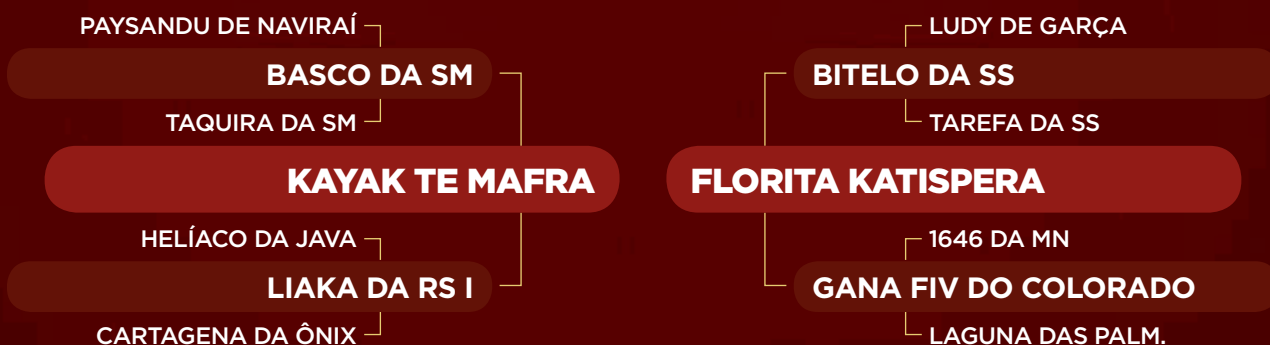 PAYSANDU DE NAVIRAÍ
BASCO DA SM
TAQUIRA DA SM
KAYAK TE MAFRA
HELÍACO DA JAVA
LIAKA DA RS I
CARTAGENA DA ÔNIX
LUDY DE GARÇA
BITELO DA SS
TAREFA DA SS
FLORITA KATISPERA
1646 DA MN
GANA FIV DO COLORADO
LAGUNA DAS PALM.